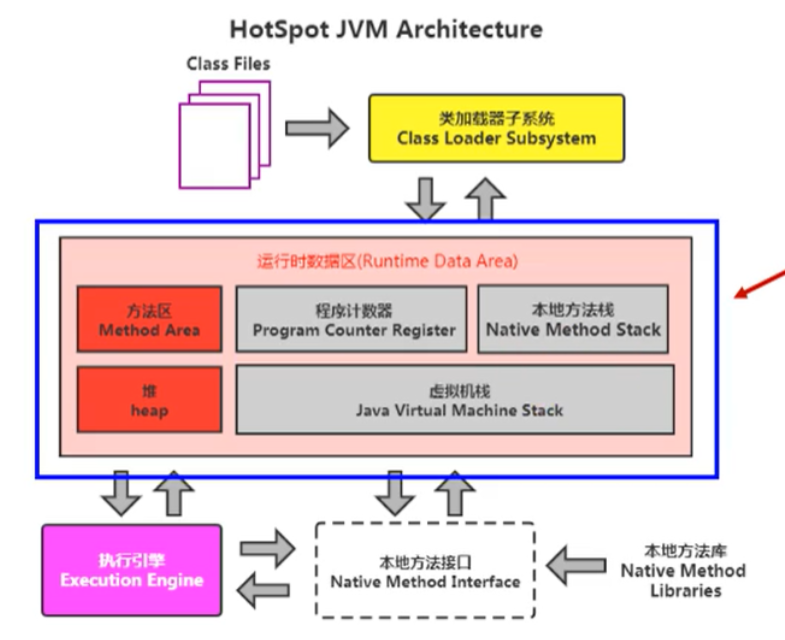 HotSpot JVM Architecture
Class Files
类加载器子系统
Class Loader Subsystem
运行时数据区(Runtime Data Area)
方法区
Method Area
程序计数器
Program Counter Register
本地方法栈
Native Method Stack
堆
heap
虚拟机栈
Java Virtual Machine Stack
执行引擎
Execution Engine
本地方法接口
Native Method Interface
本地方法库
Native Method
Libraries